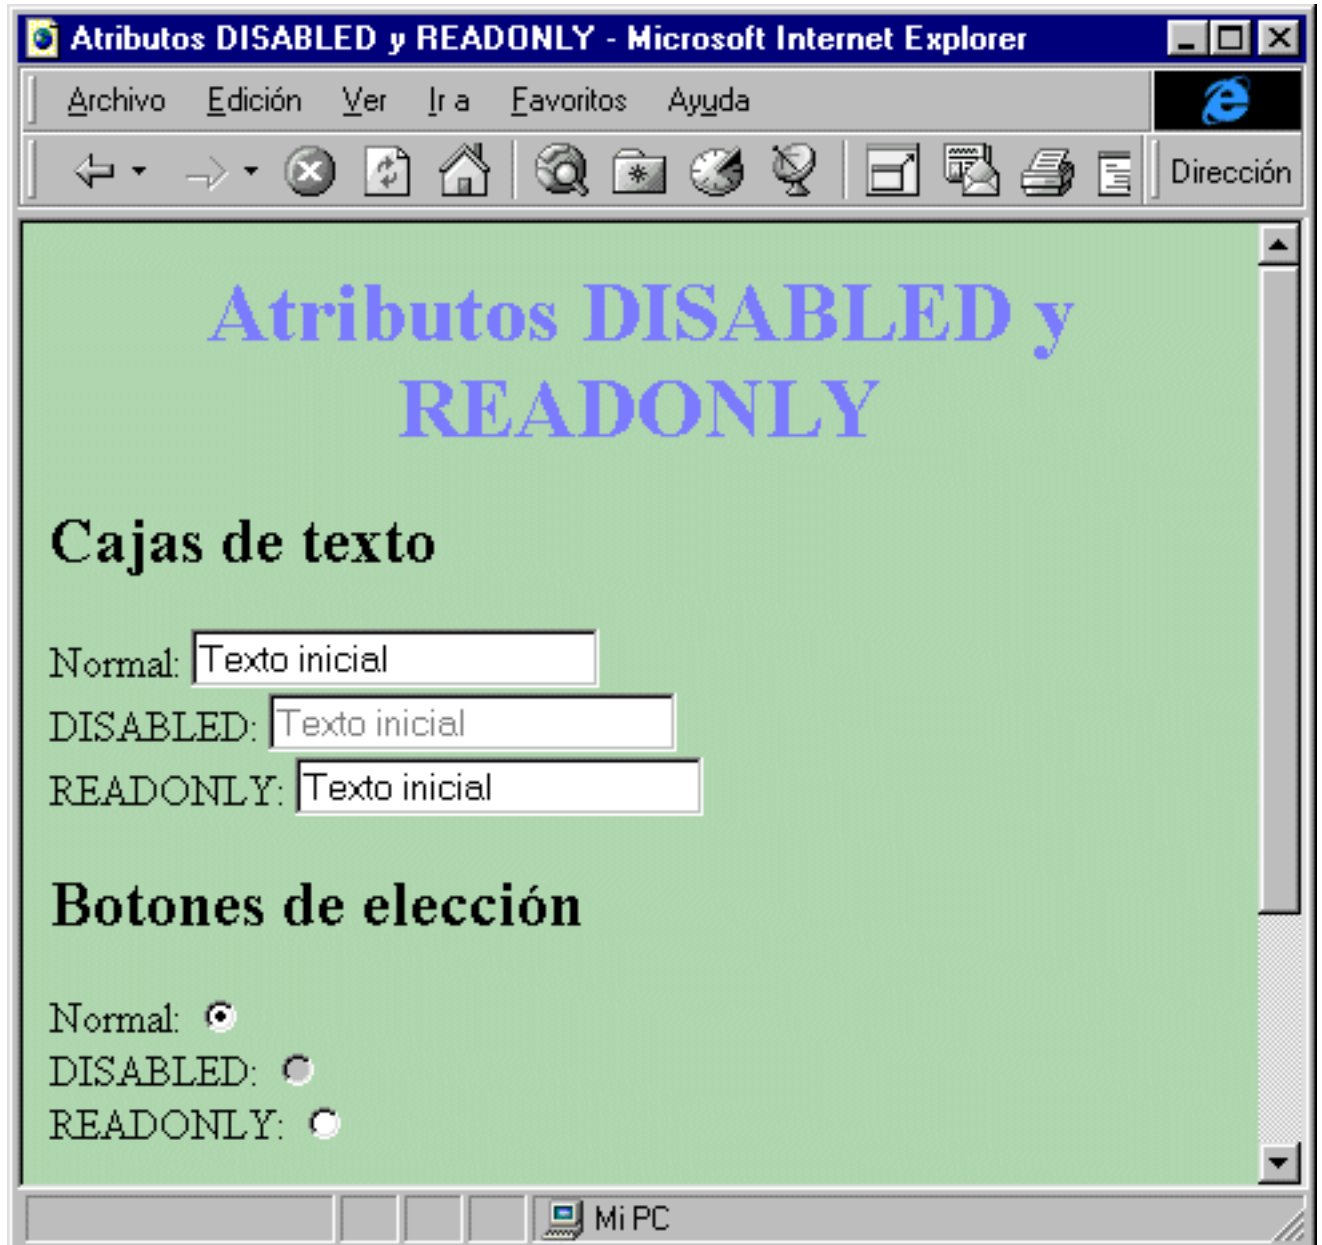 Atributos DISABLED y READONLY - Microsoft Internet Explorer
Archivo Edición Ver Ir a Favoritos Ayuda
Dirección
Atributos DISABLED y
READONLY
Cajas de texto
Normal: Texto inicial
DISABLED: Texto inicial
READONLY: Texto inicial
Botones de elección
Normal:
DISABLED:
READONLY:
Mi PC